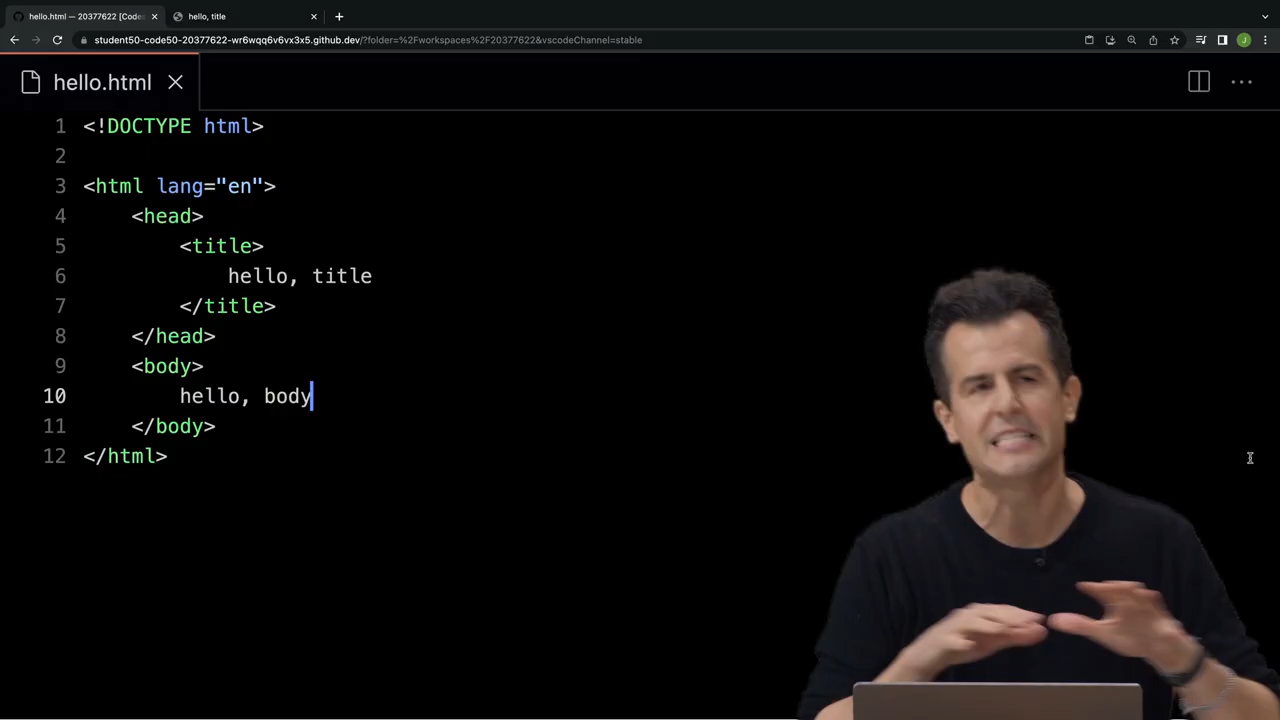 hello.html — 20377622 [Codes
hello, title
student50-code50-20377622-wr6wqq6v6vx3x5.github.dev/?folder=%2Fworkspaces%2F20377622&vscodeChannel=stable
J
hello.html
1 <!DOCTYPE html>
2
3 <html lang="en">
4 <head>
5 <title>
6 hello, title
7 </title>
8 </head>
9 <body>
10 hello, body
11 </body>
12 </html>